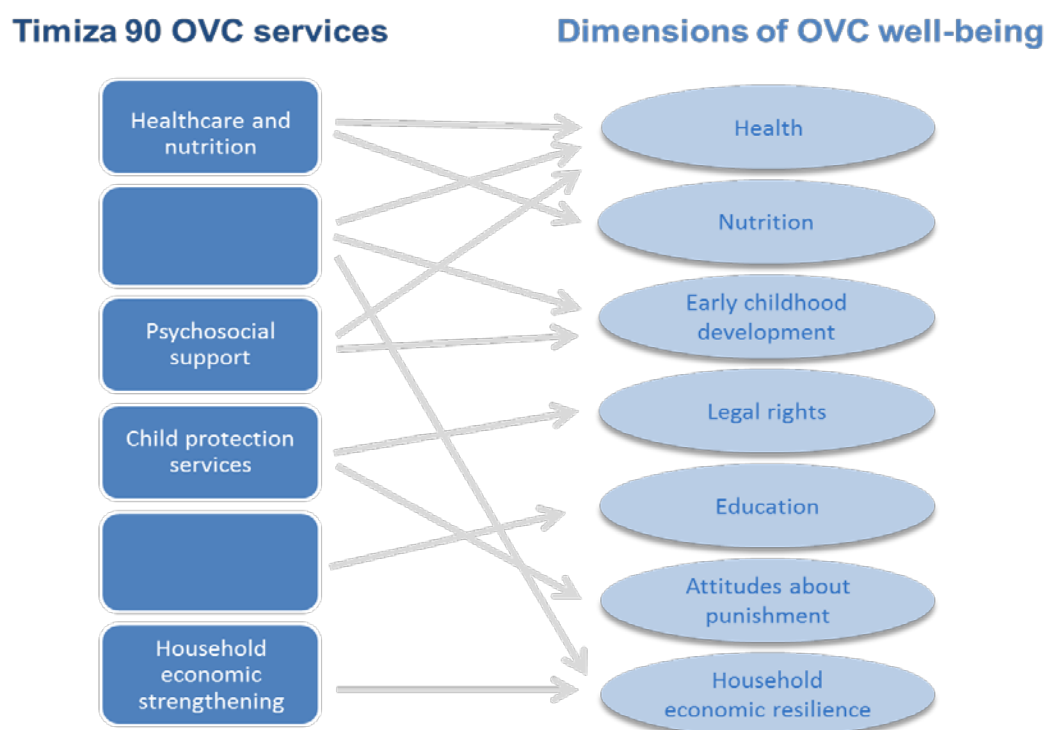 Timiza 90 OVC services
Dimensions of OVC well-being
Healthcare and
nutrition
Psychosocial
support
Child protection
services
Household
economic
strengthening
Health
Nutrition
Early childhood
development
Legal rights
Education
Attitudes about
punishment
Household
economic resilience